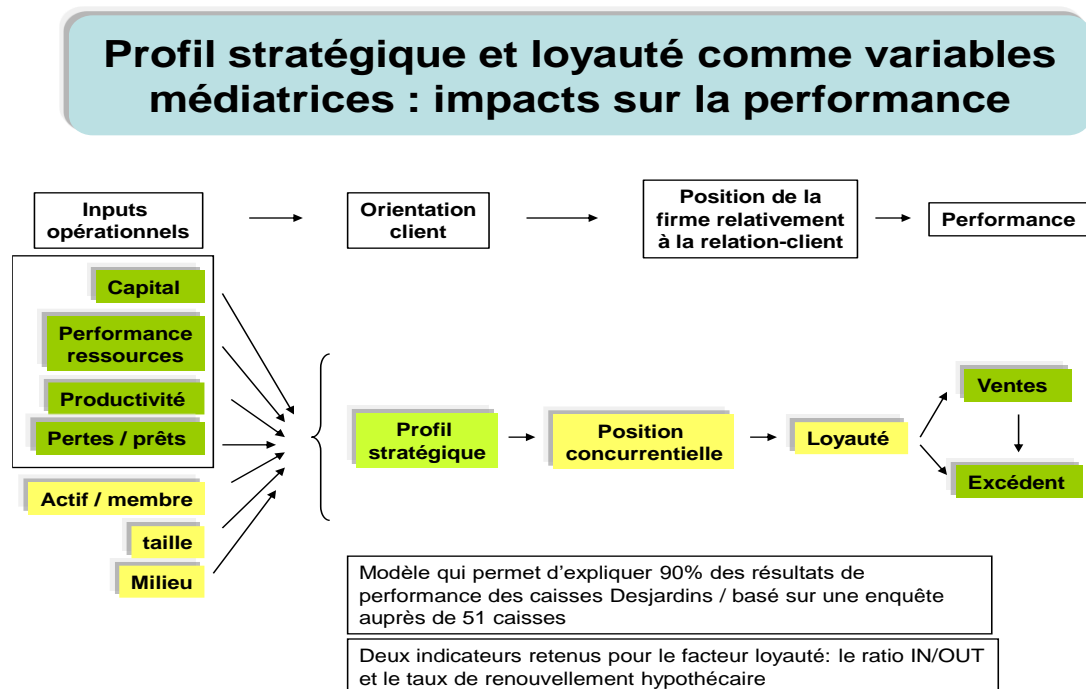 Profil stratégique et loyauté comme variables
médiatrices : impacts sur la performance
Inputs
opérationnels
Orientation
client
Position de la
firme relativement
à la relation-client
Performance
Capital
Performance
ressources
Productivité
Pertes / prêts
Actif / membre
taille
Milieu
Profil
stratégique
Position
concurrentielle
Loyauté
Ventes
Excédent
Modèle qui permet d'expliquer 90% des résultats de
performance des caisses Desjardins / basé sur une enquête
auprès de 51 caisses
Deux indicateurs retenus pour le facteur loyauté: le ratio IN/OUT
et le taux de renouvellement hypothécaire